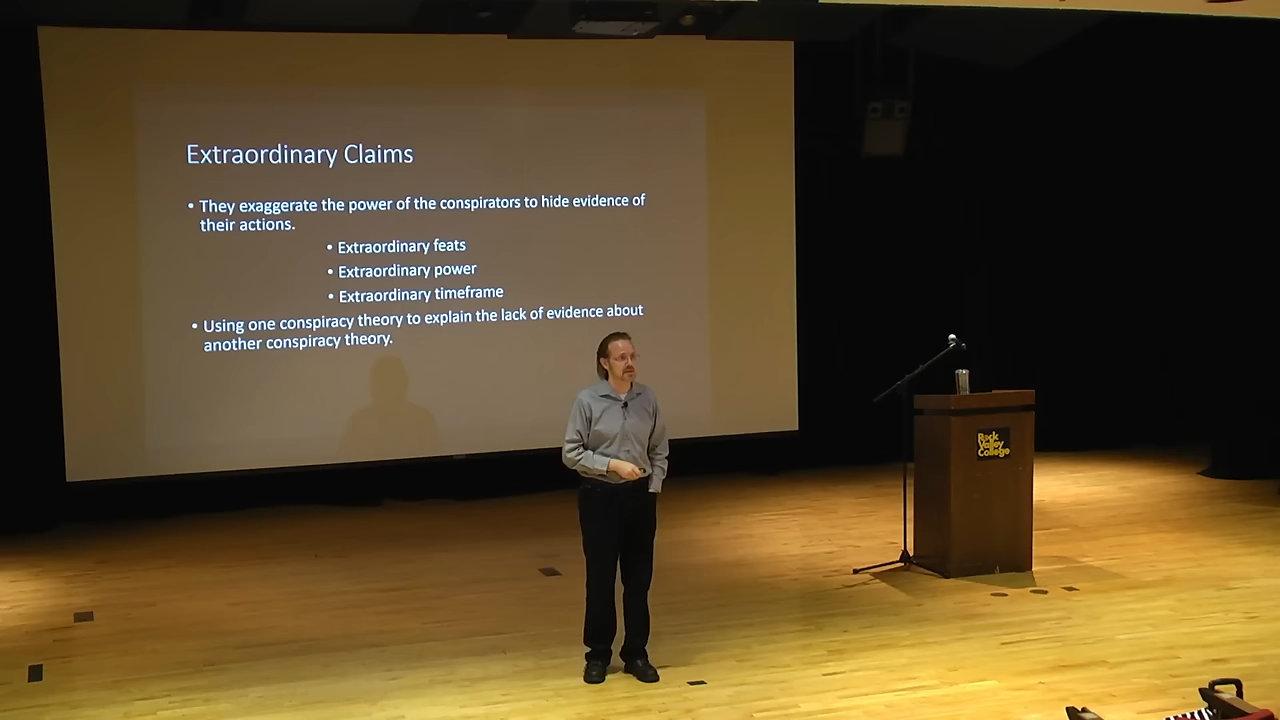 Extraordinary Claims
• They exaggerate the power of the conspirators to hide evidence of
their actions.
• Extraordinary feats
• Extraordinary power
• Extraordinary timeframe
• Using one conspiracy theory to explain the lack of evidence about
another conspiracy theory.
Rock
Valley
College